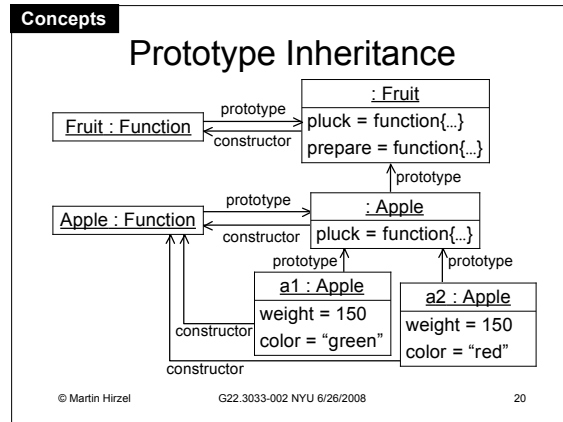 Concepts
Prototype Inheritance
: Fruit
pluck = function{...}
prepare = function{...}
Fruit : Function
prototype
constructor
prototype
: Apple
pluck = function{...}
Apple : Function
prototype
constructor
prototype
prototype
a1 : Apple
weight = 150
color = “green”
a2 : Apple
weight = 150
color = “red”
constructor
constructor
© Martin Hirzel G22.3033-002 NYU 6/26/2008 20